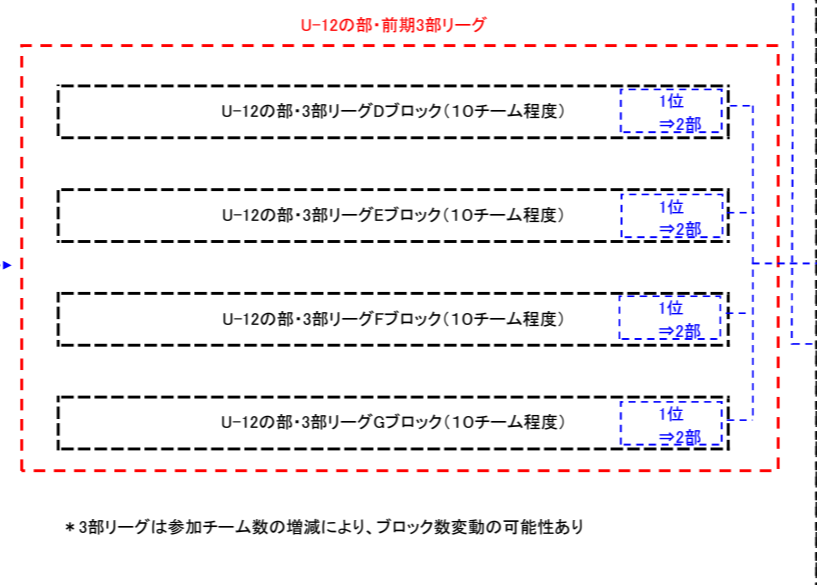 U-12の部・前期3部リーグ
U-12の部・3部リーグDブロック（１０チーム程度）
1位
⇒2部
U-12の部・3部リーグEブロック（１０チーム程度）
1位
⇒2部
U-12の部・3部リーグFブロック（１０チーム程度）
1位
⇒2部
U-12の部・3部リーグGブロック（１０チーム程度）
1位
⇒2部
＊3部リーグは参加チーム数の増減により、ブロック数変動の可能性あり